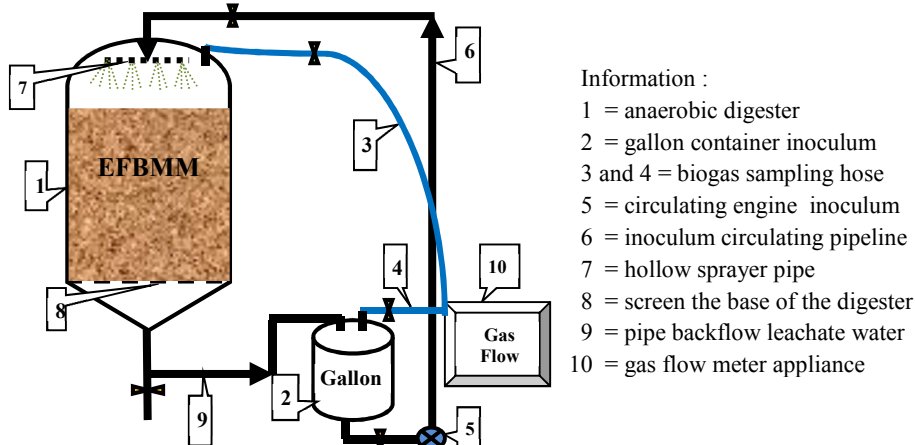 6
7
Information :
1 = anaerobic digester
2 = gallon container inoculum
3 and 4 = biogas sampling hose
5 = circulating engine inoculum
6 = inoculum circulating pipeline
7 = hollow sprayer pipe
8 = screen the base of the digester
9 = pipe backflow leachate water
10 = gas flow meter appliance
3
EFBMM
1
4
10
8
Gas
Flow
Gallon
2
9
5